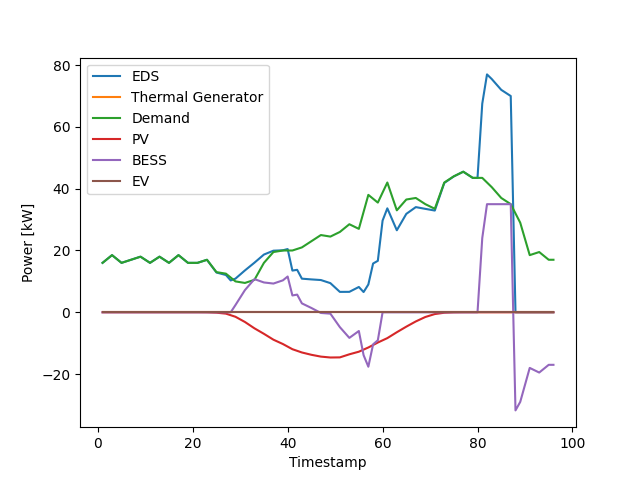 EDS
Thermal Generator
Demand
PV
BESS
EV
Power [kW]
80
60
40
20
0
−20
0 20 40 60 80 100
Timestamp